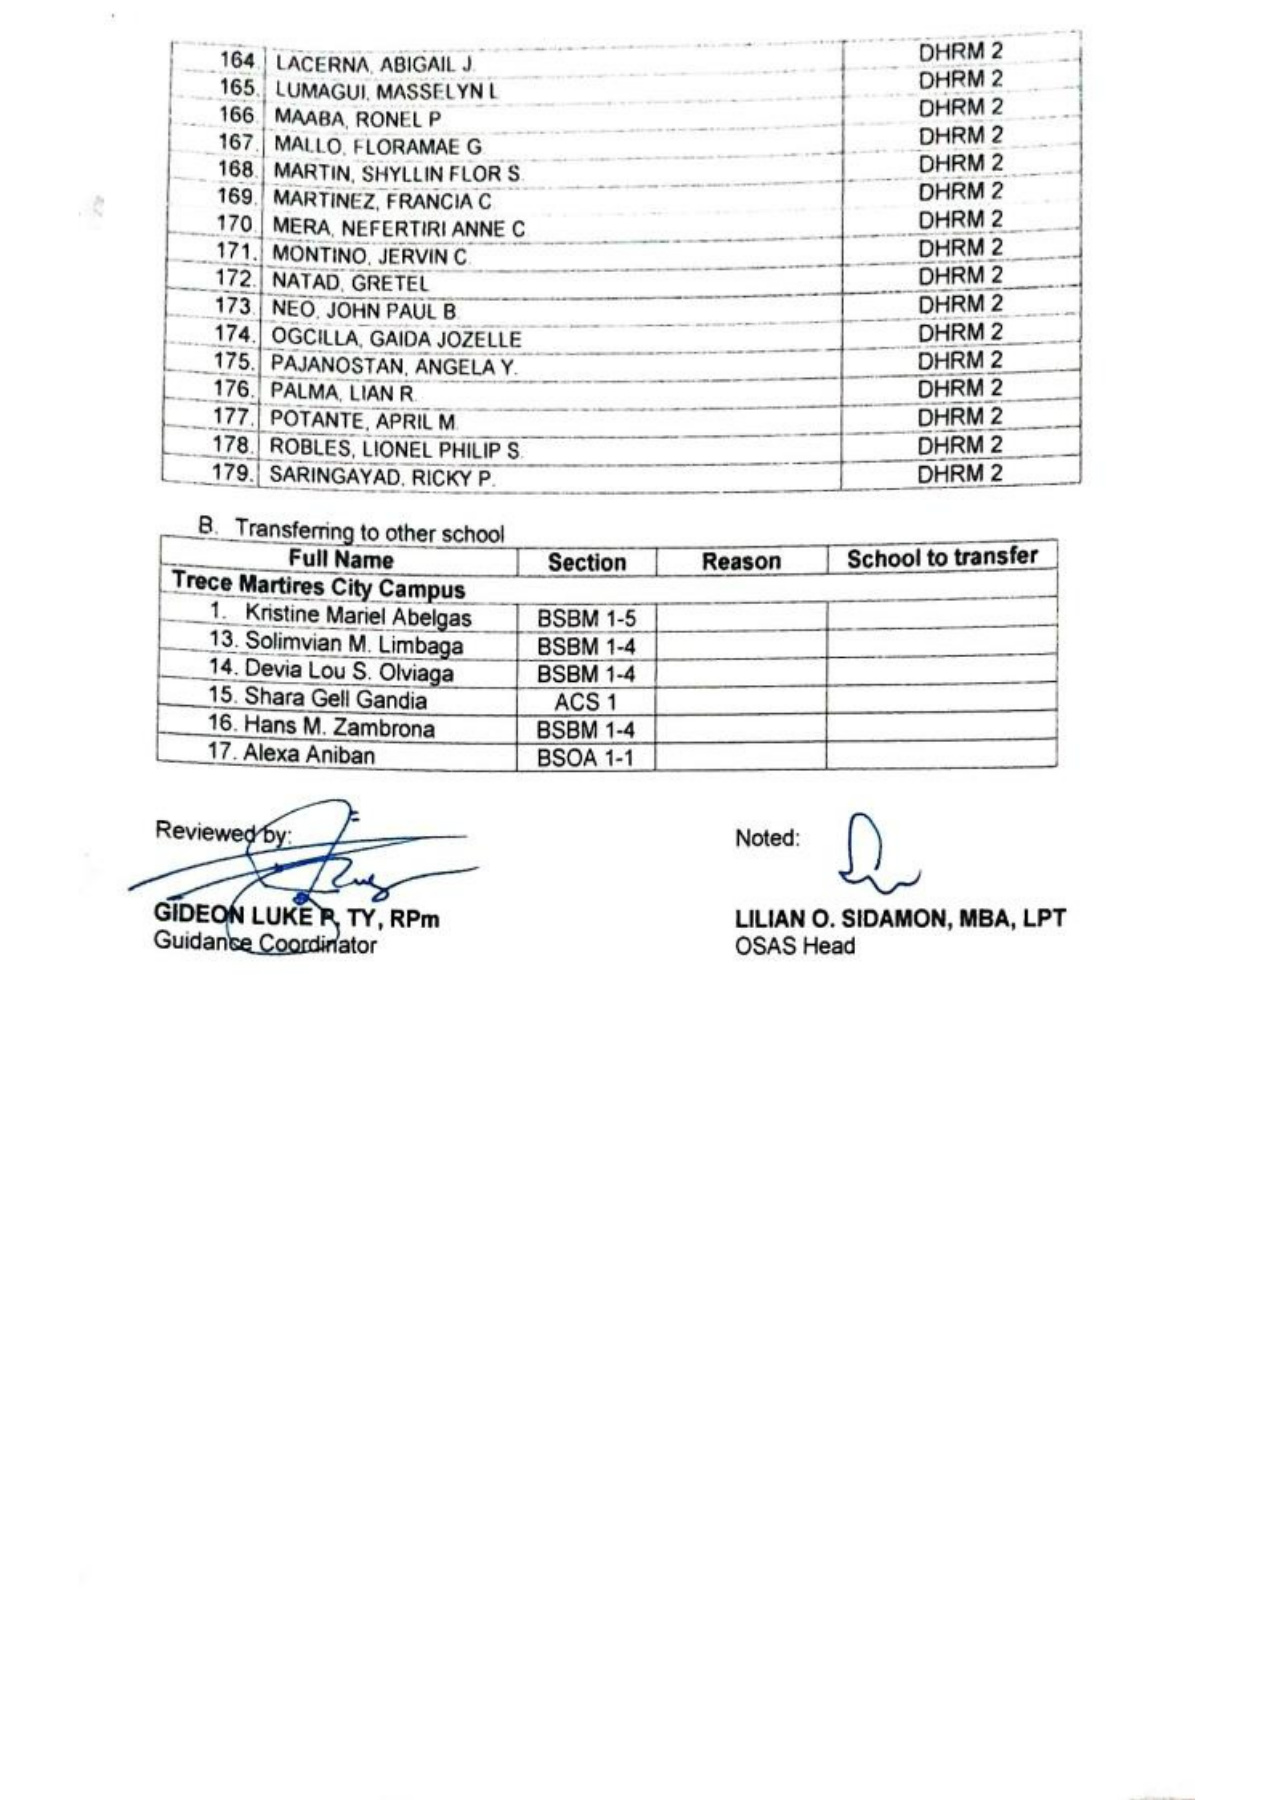 164. LACERNA, ABIGAIL J. DHRM 2
165. LUMAGUI, MASSELYN L DHRM 2
166. MAABA, RONEL P DHRM 2
167. MALLO, FLORAMAE G. DHRM 2
168. MARTIN, SHYLLIN FLOR S. DHRM 2
169. MARTINEZ, FRANCIA C DHRM 2
170. MERA, NEFERTIRI ANNE C DHRM 2
171. MONTINO, JERVIN C. DHRM 2
172. NATAD, GRETEL DHRM 2
173. NEO, JOHN PAUL B. DHRM 2
174. OGCILLA, GAIDA JOZELLE DHRM 2
175. PAJANOSTAN, ANGELA Y. DHRM 2
176. PALMA, LIAN R. DHRM 2
177. POTANTE, APRIL M. DHRM 2
178. ROBLES, LIONEL PHILIP S. DHRM 2
179. SARINGAYAD, RICKY P. DHRM 2
B. Transferring to other school
Full Name Section Reason School to transfer
Trece Martires City Campus
1. Kristine Mariel Abelgas BSBM 1-5
13. Solimvian M. Limbaga BSBM 1-4
14. Devia Lou S. Olviaga BSBM 1-4
15. Shara Gell Gandia ACS 1
16. Hans M. Zambrona BSBM 1-4
17. Alexa Aniban BSOA 1-1
Reviewed by: Noted:
GIDEON LUKE P. TY, RPm LILIAN O. SIDAMON, MBA, LPT
Guidance Coordinator OSAS Head